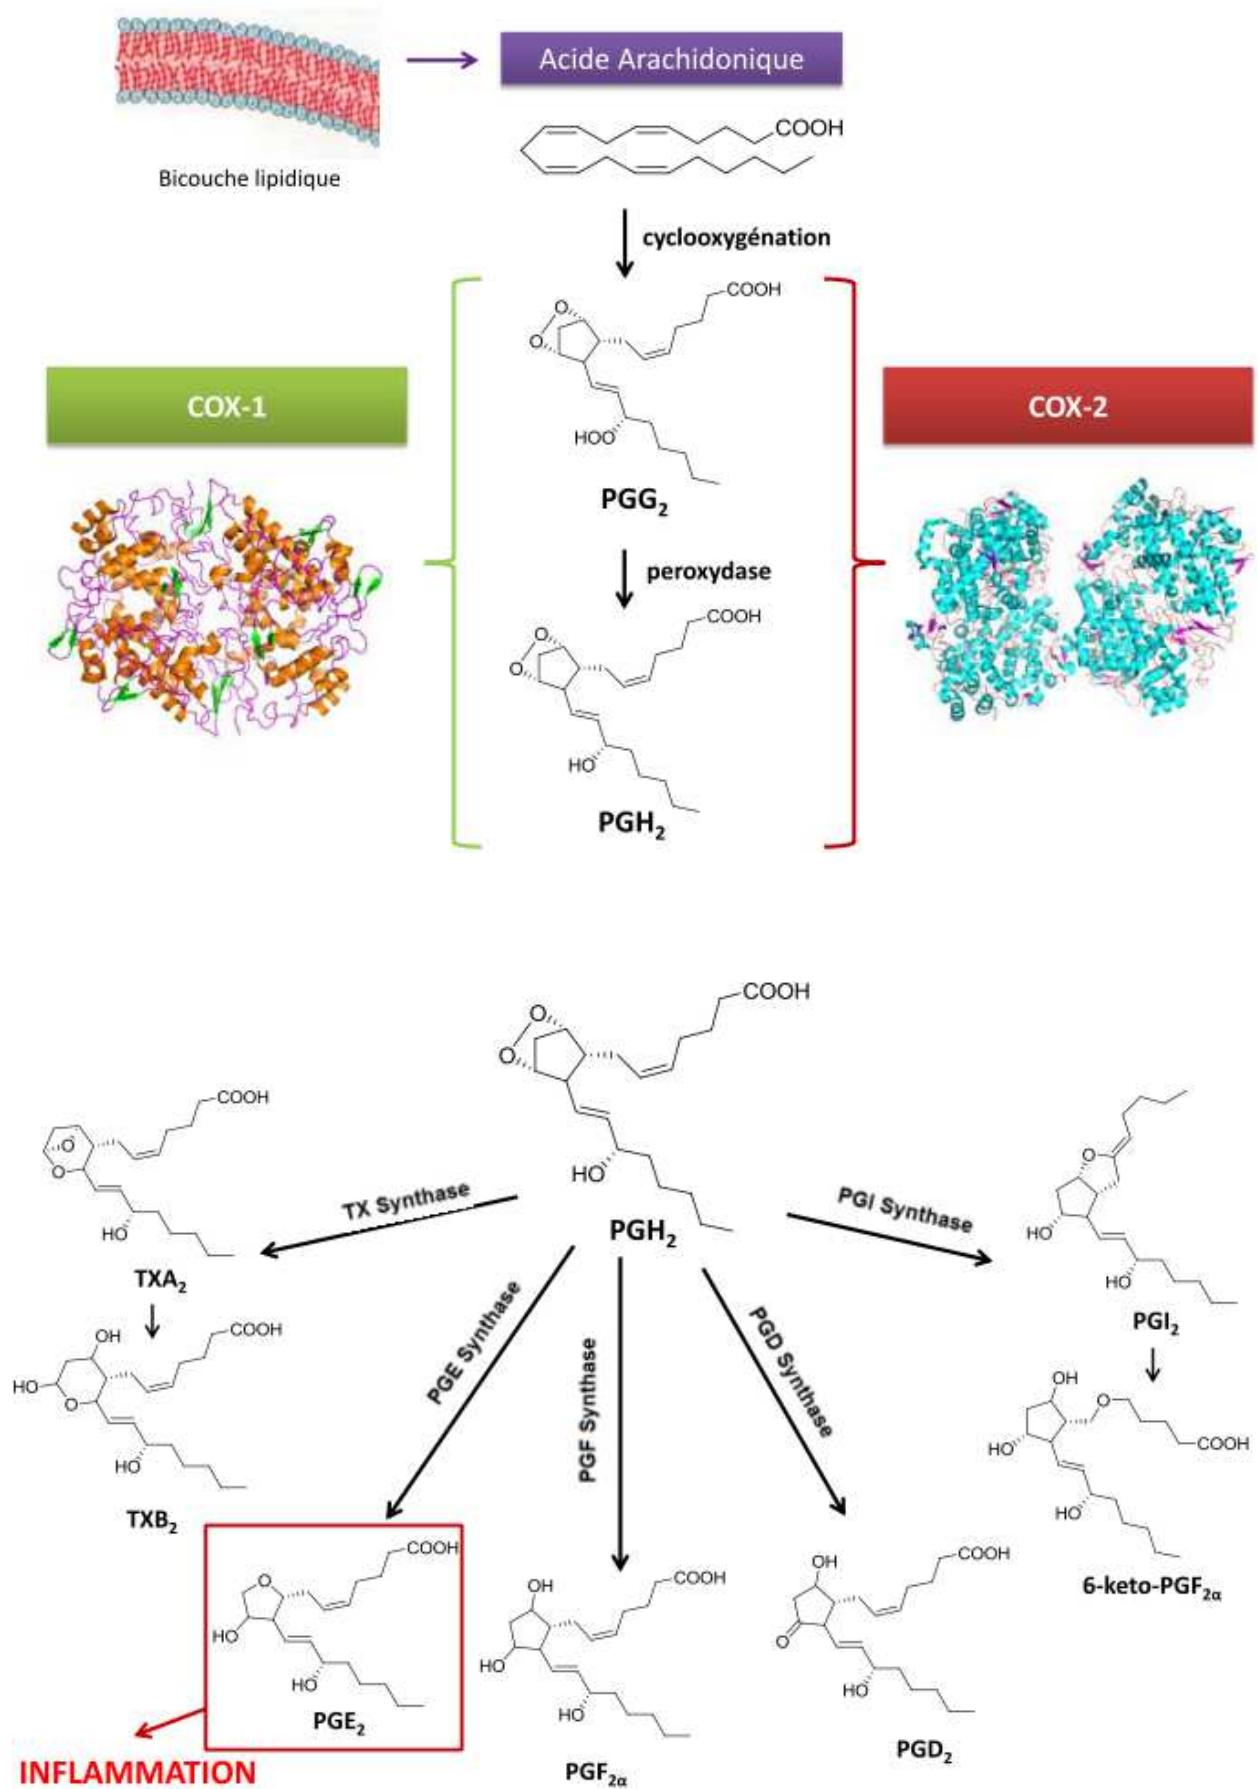 Acide Arachidonique
COOH
Bicouche lipidique
cyclooxygénation
COOH
O
O
COX-1
COX-2
HOO
PGG2
peroxydase
COOH
O
O
HO
PGH2
COOH
O
O
COOH
O
O
O
HO
HO
PGI Synthase
TX Synthase
HO
PGH2
HO
TXA2
PGE Synthase
PGF Synthase
PGD Synthase
PGI2
OH
COOH
HO
O
OH
O
HO
COOH
HO
TXB2
HO
6-keto-PGF2α
COOH
O
HO
HO
PGE2
OH
COOH
HO
HO
PGF2α
OH
COOH
O
HO
PGD2
INFLAMMATION